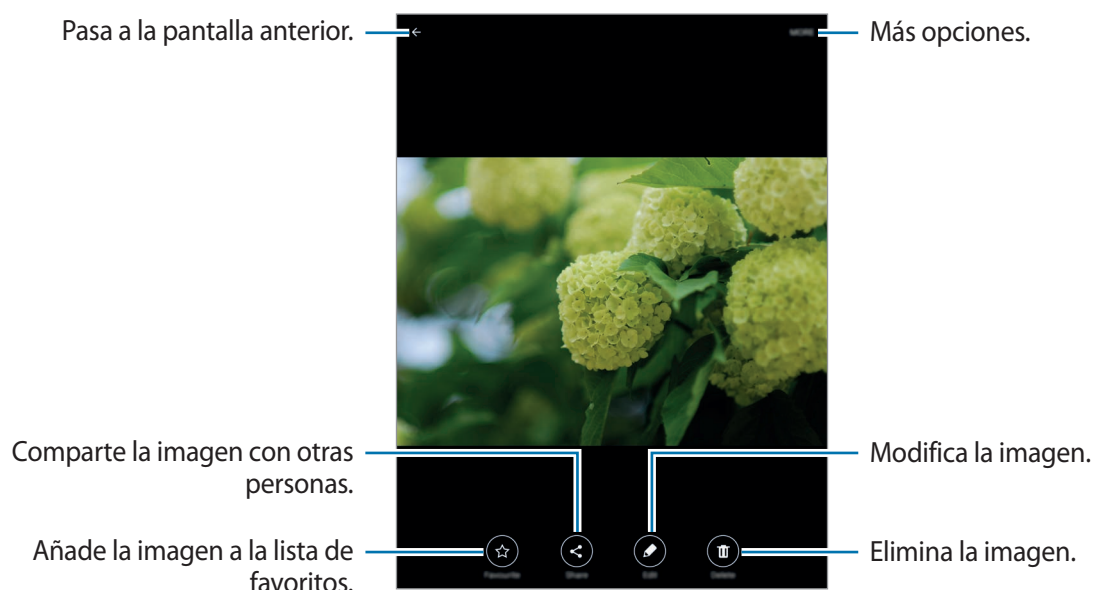 Pasa a la pantalla anterior.
MORE
Más opciones.
Comparte la imagen con otras
personas.
Modifica la imagen.
Añade la imagen a la lista de
favoritos.
Elimina la imagen.
Favourite
Share
Edit
Delete